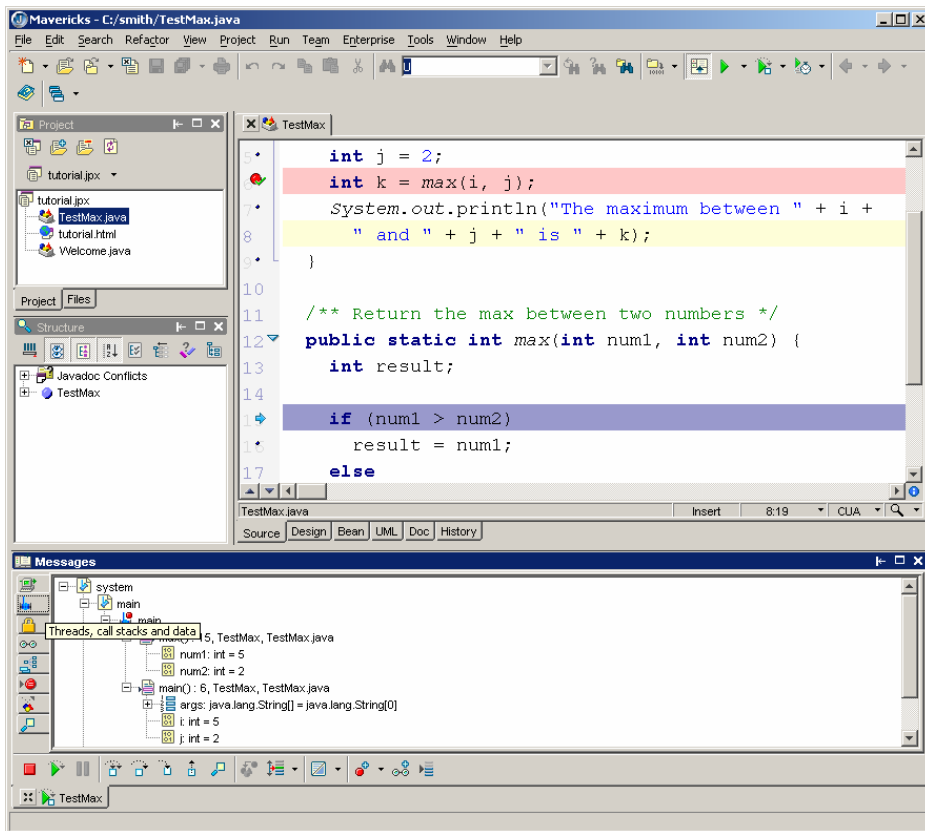 Mavericks - C:/smith/TestMax.java
File Edit Search Refactor View Project Run Team Enterprise Tools Window Help
Project
tutorial.jpx
tutorial.jpx
TestMax.java
tutorial.html
Welcome.java
Project Files
Structure
Javadoc Conflicts
TestMax
TestMax
5 int j = 2;
int k = max(i, j);
7 System.out.println("The maximum between " + i +
8 " and " + j + " is " + k);
9 }
10
11 /** Return the max between two numbers */
12 public static int max(int num1, int num2) {
13 int result;
14
15 if (num1 > num2)
16 result = num1;
17 else
TestMax.java Insert 8:19 CUA
Source Design Bean UML Doc History
Messages
system
main
main
Threads, call stacks and data
15, TestMax, TestMax.java
num1: int = 5
num2: int = 2
main() : 6, TestMax, TestMax.java
args: java.lang.String[] = java.lang.String[0]
i: int = 5
j: int = 2
TestMax